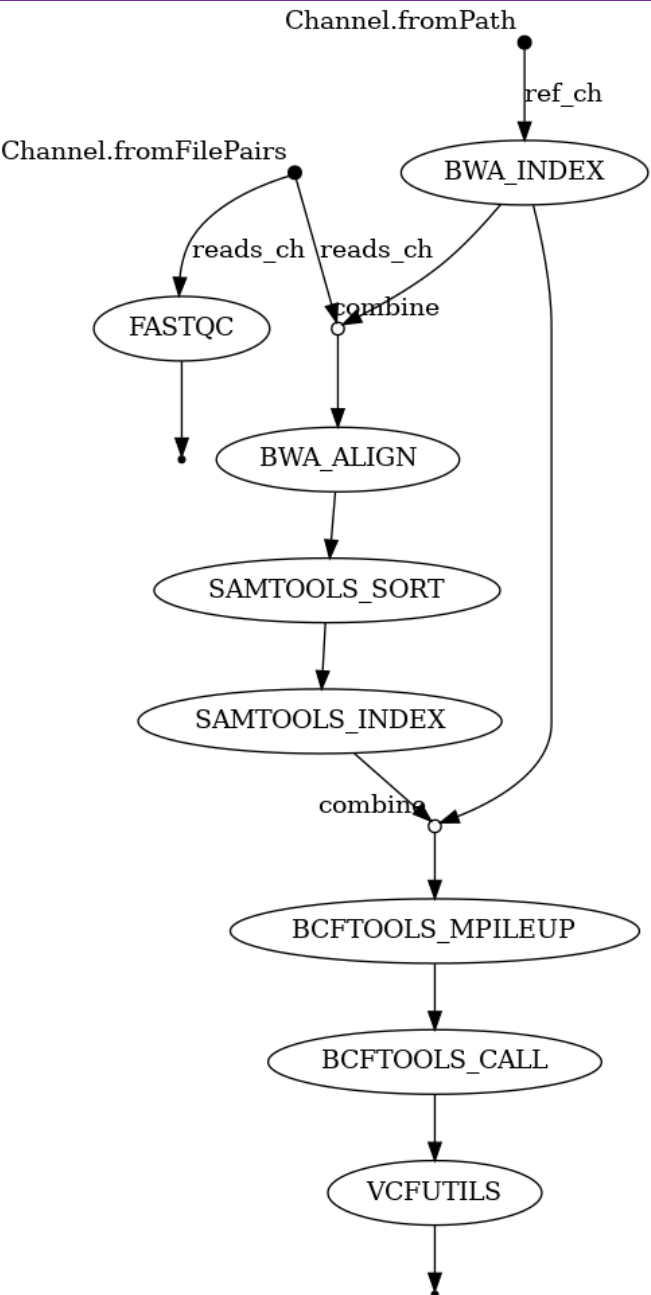 Channel.fromPath
ref_ch
Channel.fromFilePairs
BWA_INDEX
reads_ch
reads_ch
combine
FASTQC
BWA_ALIGN
SAMTOOLS_SORT
SAMTOOLS_INDEX
combine
BCFTOOLS_MPILEUP
BCFTOOLS_CALL
VCFUTILS